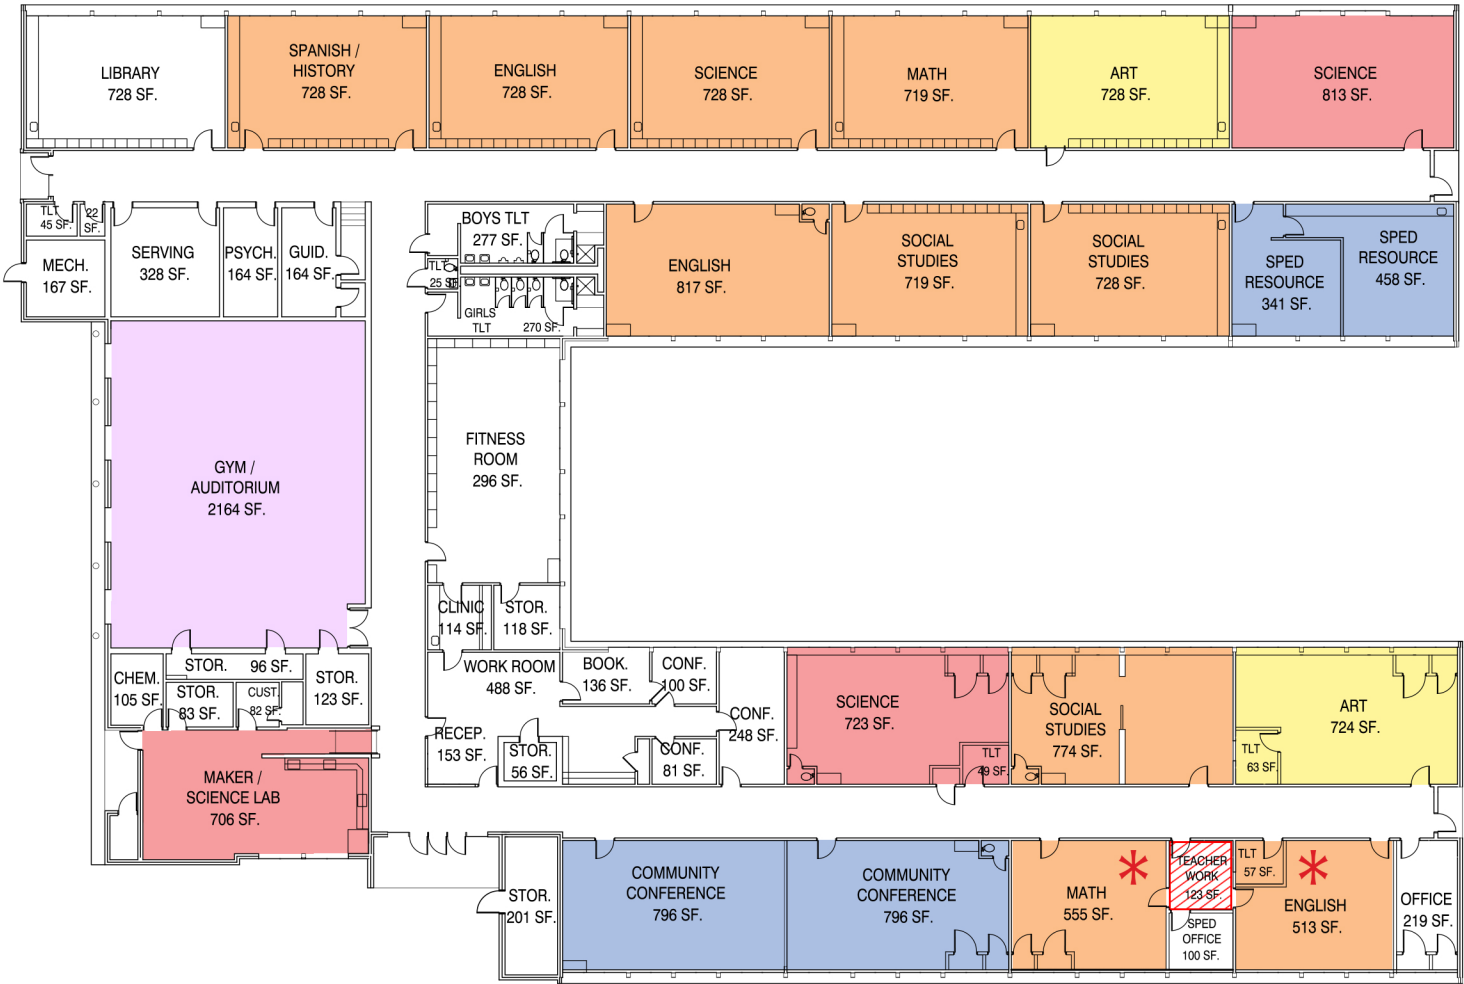 LIBRARY
728 SF.
SPANISH /
HISTORY
728 SF.
ENGLISH
728 SF.
SCIENCE
728 SF.
MATH
719 SF.
ART
728 SF.
SCIENCE
813 SF.
TLT
45 SF.
22
SF.
SERVING
328 SF.
PSYCH.
164 SF.
GUID.
164 SF.
MECH.
167 SF.
BOYS TLT
277 SF.
TLT
25 SF.
GIRLS
TLT
270 SF.
ENGLISH
817 SF.
SOCIAL
STUDIES
719 SF.
SOCIAL
STUDIES
728 SF.
SPED
RESOURCE
341 SF.
SPED
RESOURCE
458 SF.
GYM /
AUDITORIUM
2164 SF.
FITNESS
ROOM
296 SF.
CLINIC
114 SF.
STOR.
118 SF.
CHEM.
105 SF.
STOR.
96 SF.
STOR.
83 SF.
CUST.
82 SF.
STOR.
123 SF.
WORK ROOM
488 SF.
BOOK.
136 SF.
CONF.
100 SF.
CONF.
248 SF.
RECEP.
153 SF.
STOR.
56 SF.
CONF.
81 SF.
SCIENCE
723 SF.
TLT
49 SF.
SOCIAL
STUDIES
774 SF.
TLT
63 SF.
ART
724 SF.
MAKER /
SCIENCE LAB
706 SF.
STOR.
201 SF.
COMMUNITY
CONFERENCE
796 SF.
COMMUNITY
CONFERENCE
796 SF.
MATH
555 SF.
*
TEACHER
WORK
123 SF.
SPED
OFFICE
100 SF.
TLT
57 SF.
*
ENGLISH
513 SF.
OFFICE
219 SF.